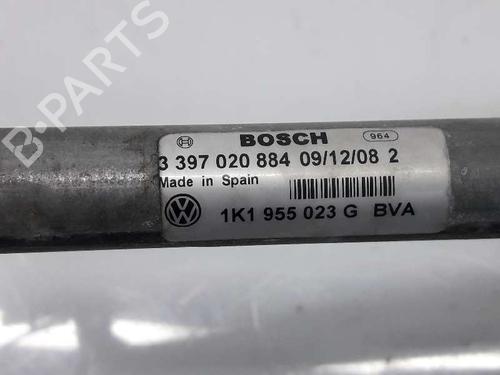 BOSCH 964
3 397 020 884 09/12/08 2
Made in Spain
1K1 955 023 G BVA
B-PARTS